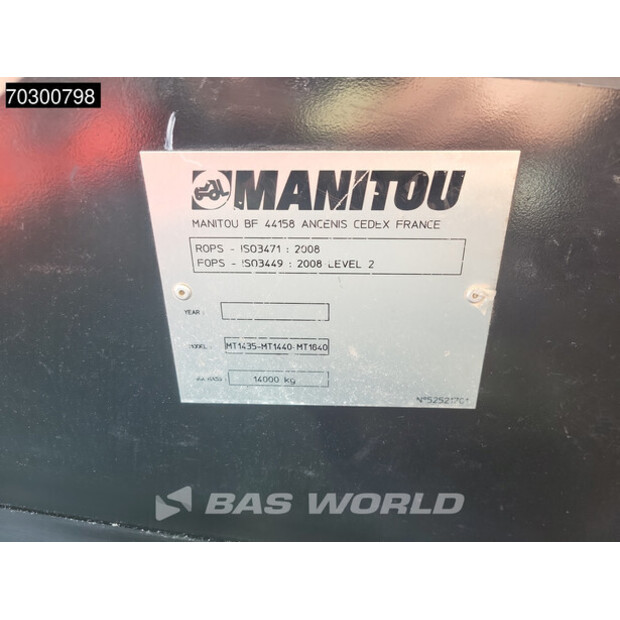 70300798
MANITOU
MANITOU BF 44158 ANCENIS CEDEX FRANCE
ROPS - ISO3471 : 2008
FOPS - ISO3449 : 2008 LEVEL 2
YEAR :
MODEL : MT1435-MT1440-MT1840
14000 kg
N°52521761
BAS WORLD